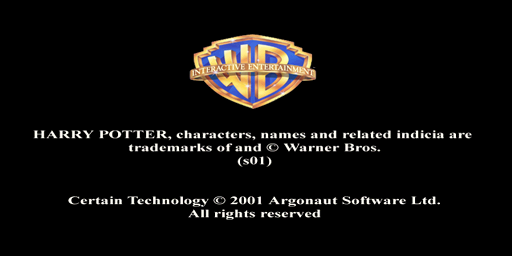 WB
INTERACTIVE ENTERTAINMENT
HARRY POTTER, characters, names and related indicia are
trademarks of and © Warner Bros.
(s01)
Certain Technology © 2001 Argonaut Software Ltd.
All rights reserved